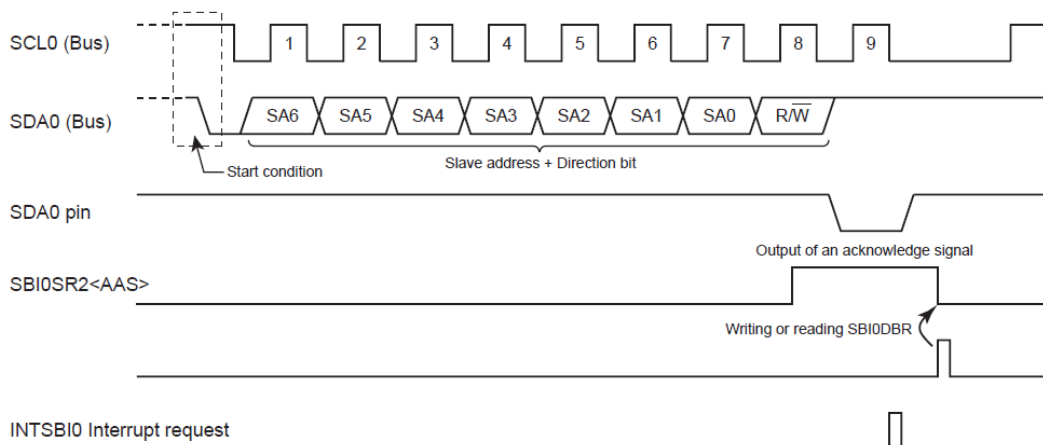 SCL0 (Bus)
1 2 3 4 5 6 7 8 9
SDA0 (Bus)
SA6 SA5 SA4 SA3 SA2 SA1 SA0 R/W̅
Slave address + Direction bit
Start condition
SDA0 pin
Output of an acknowledge signal
SBI0SR2<AAS>
Writing or reading SBI0DBR
INTSBI0 Interrupt request